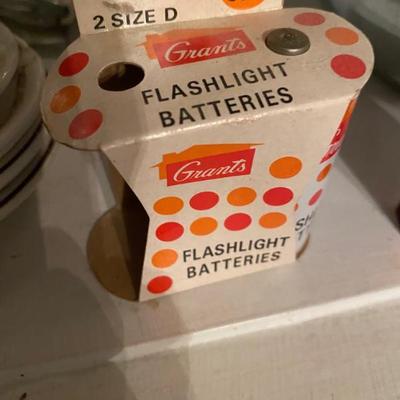 2 SIZE D
Grants
FLASHLIGHT
BATTERIES
Grants
FLASHLIGHT
BATTERIES